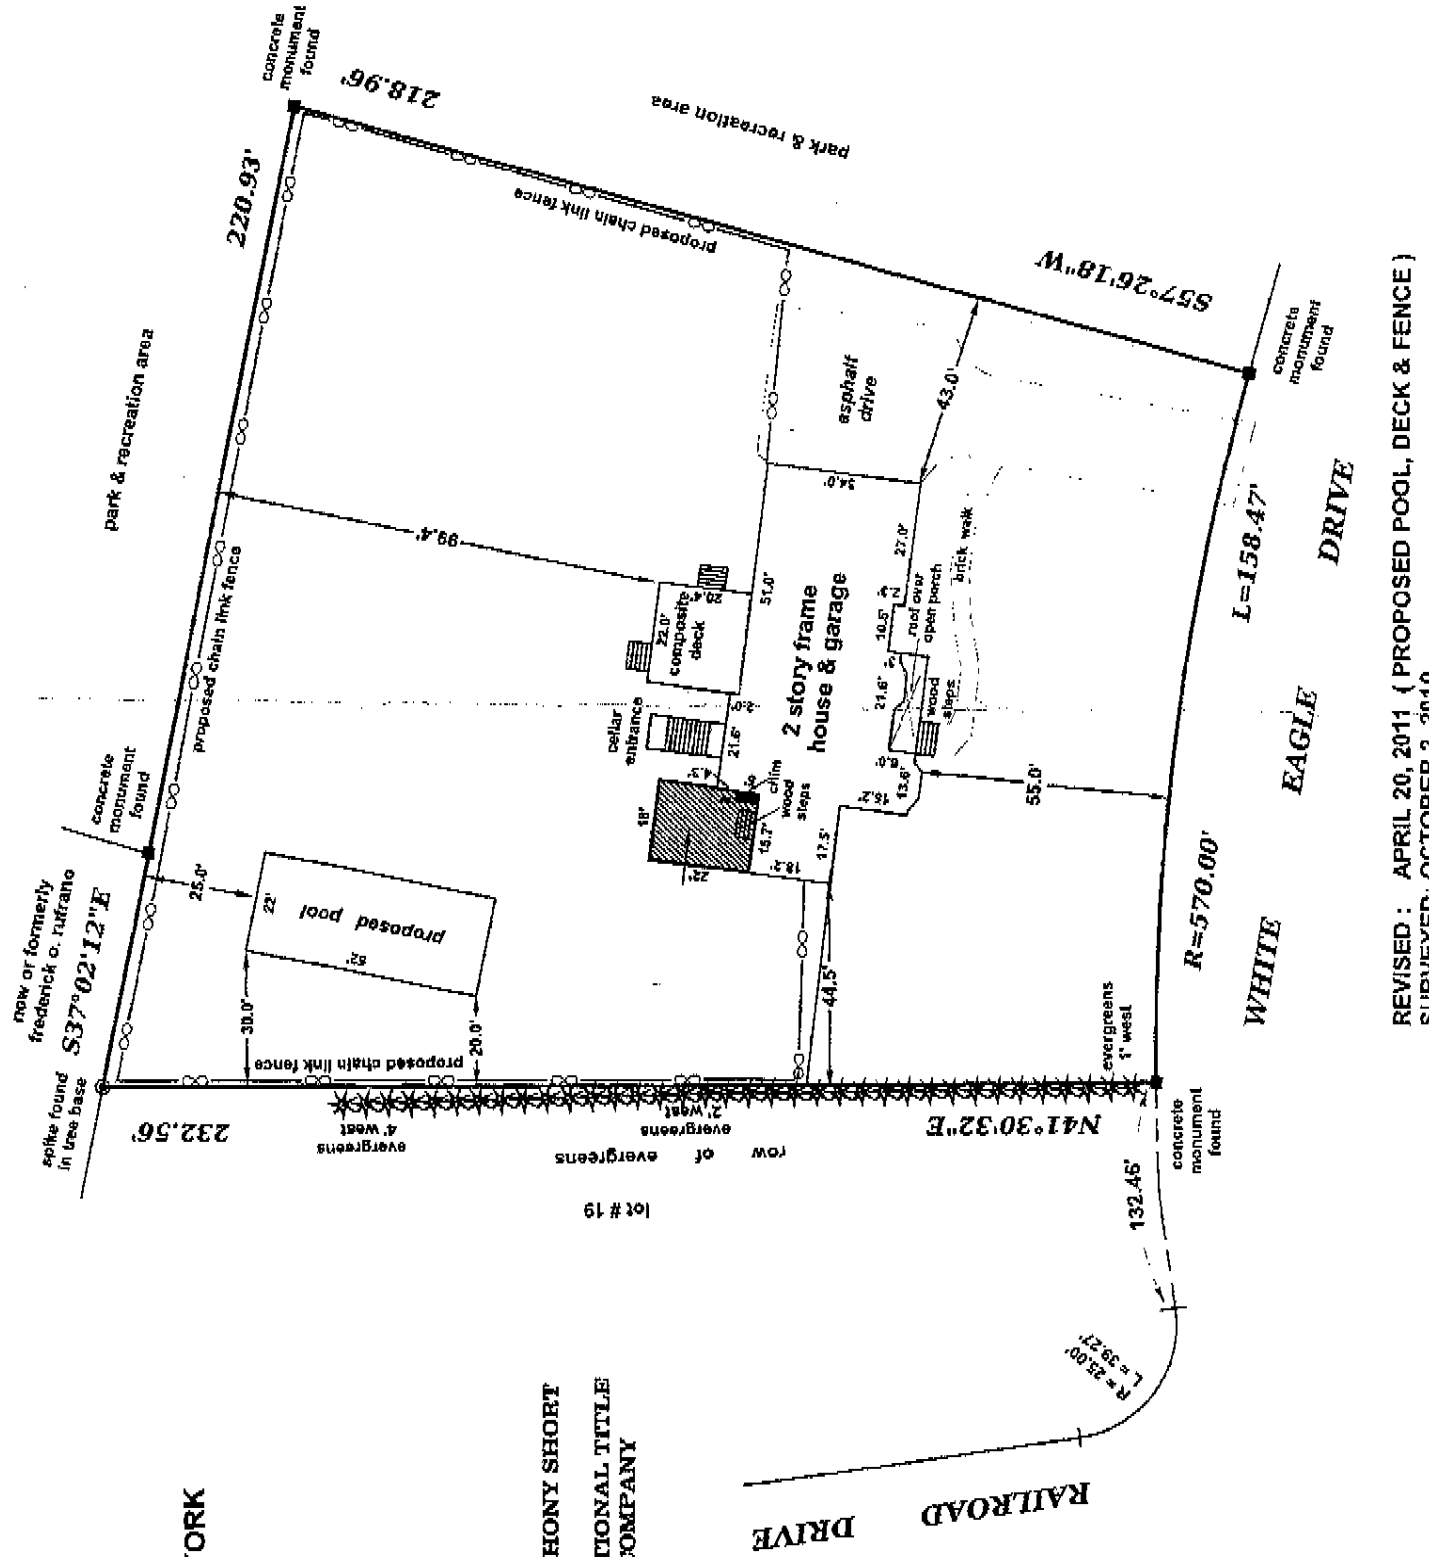 concrete
monument
found
218.96'
220.93'
park & recreation area
park & recreation area
proposed chain link fence
S57°26'18"W
concrete
monument
found
proposed chain link fence
99.4'
asphalt
drive
43.0'
34.0'
27.0'
composite
deck
22.0'
51.0'
2 story frame
house & garage
10.5'
roof over
open porch
brick walk
21.6'
wood
steps
cellar
entrance
2.0'
21.6'
4.3'
chim
wood
steps
18'
22'
15.7'
18.2'
17.5'
15.2'
13.6'
55.0'
concrete
monument
found
now or formerly
frederick o. rufrano
S37°02'12"E
spike found
in tree base
25.0'
22'
proposed pool
52'
30.0'
20.0'
proposed chain link fence
44.5'
evergreens
1' west
232.56'
evergreens
4' west
evergreens
2' west
row of evergreens
N41°30'32"E
lot # 19
concrete
monument
found
132.46'
R = 25.00'
L = 39.27'
RAILROAD DRIVE
L=158.47'
R=570.00'
WHITE EAGLE DRIVE
YORK
HONY SHORT
TIONAL TITLE
COMPANY
REVISED : APRIL 20, 2011 ( PROPOSED POOL, DECK & FENCE )
SURVEYED: OCTOBER 2, 2010